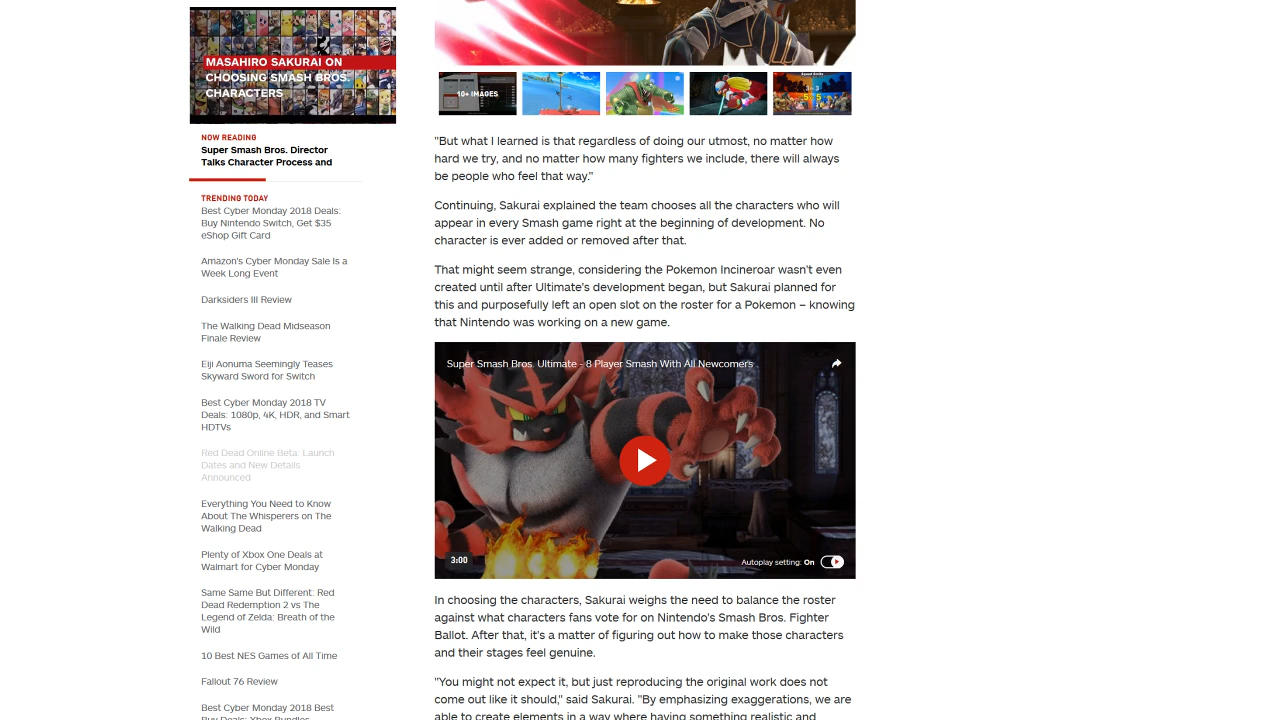 MASAHIRO SAKURAI ON
CHOOSING SMASH BROS.
CHARACTERS
NOW READING
Super Smash Bros. Director
Talks Character Process and
TRENDING TODAY
Best Cyber Monday 2018 Deals:
Buy Nintendo Switch, Get $35
eShop Gift Card
Amazon's Cyber Monday Sale Is a
Week Long Event
Darksiders III Review
The Walking Dead Midseason
Finale Review
Eiji Aonuma Seemingly Teases
Skyward Sword for Switch
Best Cyber Monday 2018 TV
Deals: 1080p, 4K, HDR, and Smart
HDTVs
Red Dead Online Beta: Launch
Dates and New Details
Announced
Everything You Need to Know
About The Whisperers on The
Walking Dead
Plenty of Xbox One Deals at
Walmart for Cyber Monday
Same Same But Different: Red
Dead Redemption 2 vs The
Legend of Zelda: Breath of the
Wild
10 Best NES Games of All Time
Fallout 76 Review
Best Cyber Monday 2018 Best
Buy Deals: Xbox Bundles,
10+ IMAGES
"But what I learned is that regardless of doing our utmost, no matter how
hard we try, and no matter how many fighters we include, there will always
be people who feel that way."
Continuing, Sakurai explained the team chooses all the characters who will
appear in every Smash game right at the beginning of development. No
character is ever added or removed after that.
That might seem strange, considering the Pokemon Incineroar wasn't even
created until after Ultimate's development began, but Sakurai planned for
this and purposefully left an open slot on the roster for a Pokemon – knowing
that Nintendo was working on a new game.
Super Smash Bros. Ultimate - 8 Player Smash With All Newcomers .
3:00
Autoplay setting: On
In choosing the characters, Sakurai weighs the need to balance the roster
against what characters fans vote for on Nintendo's Smash Bros. Fighter
Ballot. After that, it's a matter of figuring out how to make those characters
and their stages feel genuine.
"You might not expect it, but just reproducing the original work does not
come out like it should," said Sakurai. "By emphasizing exaggerations, we are
able to create elements in a way where having something realistic and